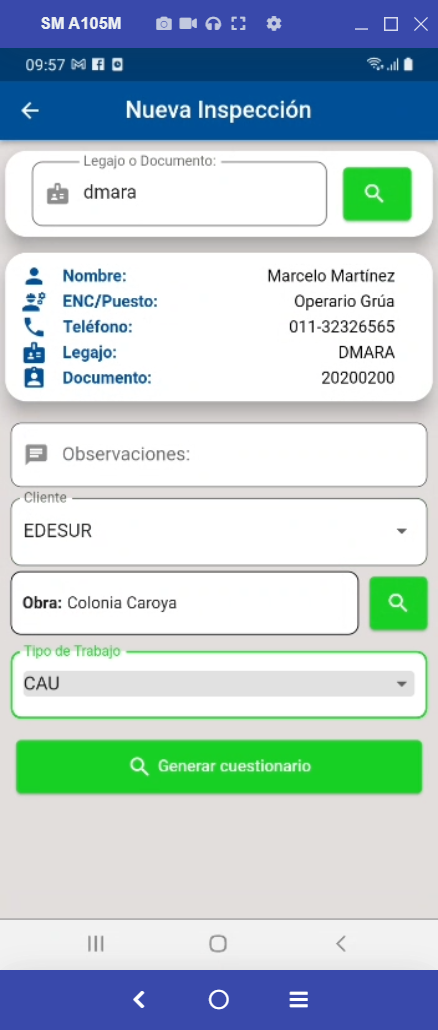 SM A105M
09:57
Nueva Inspección
Legajo o Documento:
dmara
Nombre: Marcelo Martínez
ENC/Puesto: Operario Grúa
Teléfono: 011-32326565
Legajo: DMARA
Documento: 20200200
Observaciones:
Cliente
EDESUR
Obra: Colonia Caroya
Tipo de Trabajo
CAU
Generar cuestionario